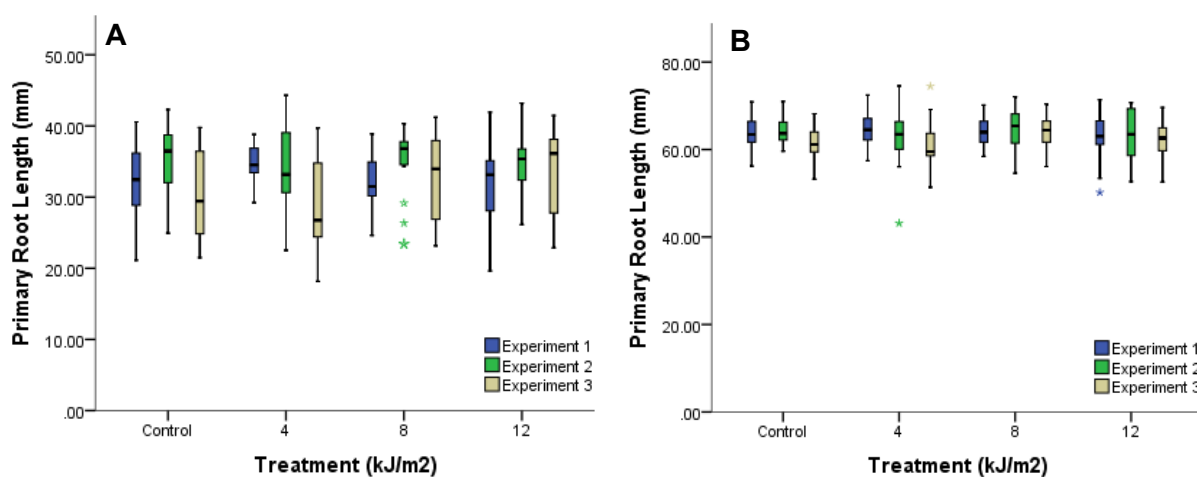 A
50.00
40.00
30.00
20.00
10.00
.00
Primary Root Length (mm)
Experiment 1
Experiment 2
Experiment 3
Control 4 8 12
Treatment (kJ/m2)
B
80.00
60.00
40.00
20.00
.00
Primary Root Length (mm)
Experiment 1
Experiment 2
Experiment 3
Control 4 8 12
Treatment (kJ/m2)